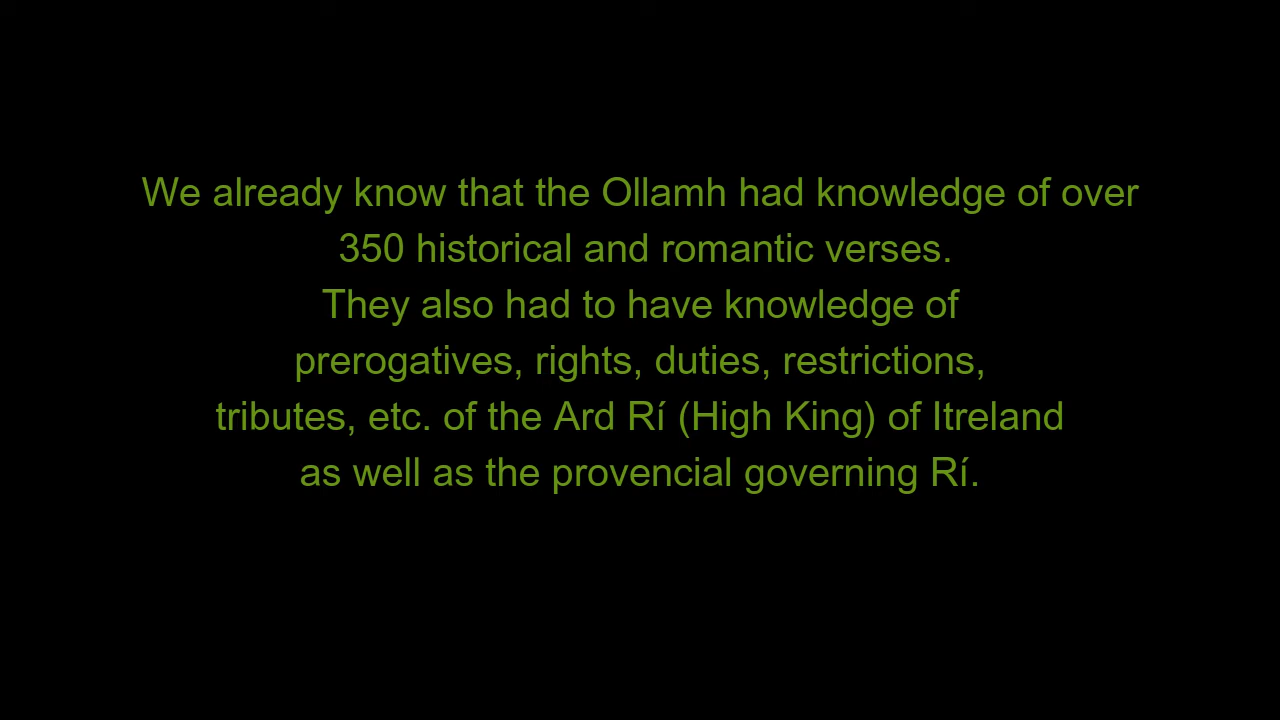 We already know that the Ollamh had knowledge of over
350 historical and romantic verses.
They also had to have knowledge of
prerogatives, rights, duties, restrictions,
tributes, etc. of the Ard Rí (High King) of Itreland
as well as the provencial governing Rí.